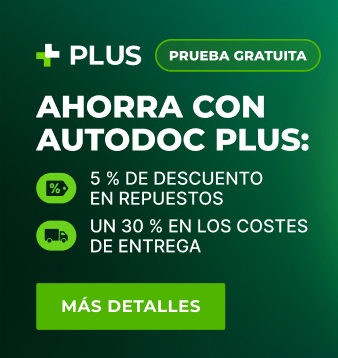 PLUS PRUEBA GRATUITA
AHORRA CON
AUTODOC PLUS:
5 % DE DESCUENTO
EN REPUESTOS
UN 30 % EN LOS COSTES
DE ENTREGA
MÁS DETALLES